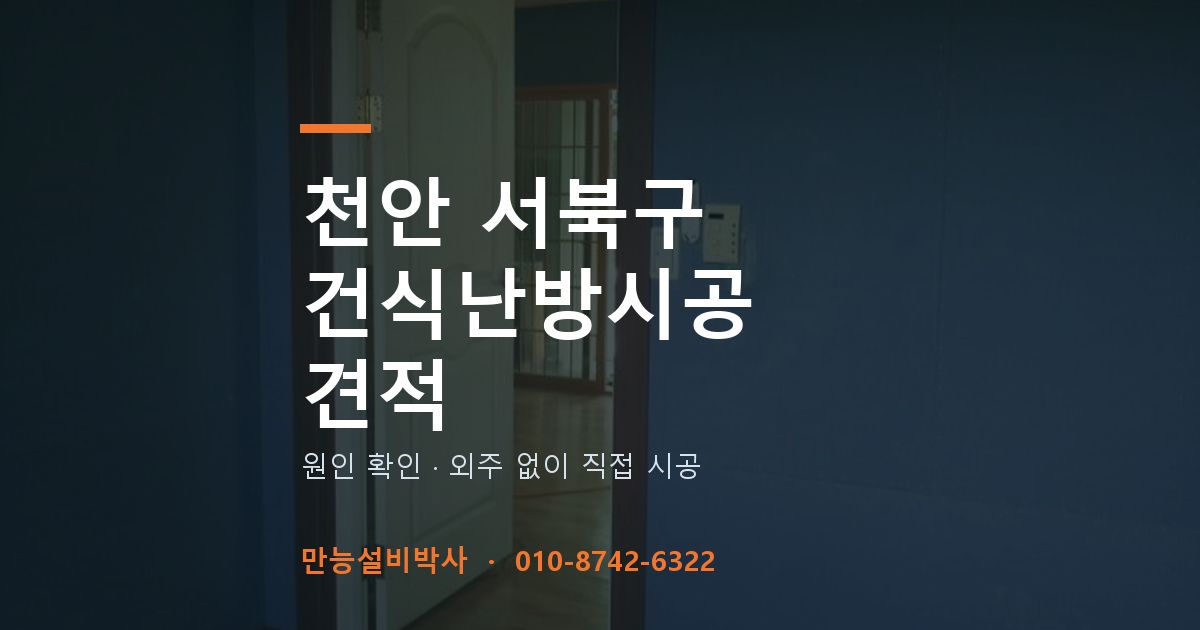 천안 서북구
건식난방시공
견적
원인 확인 · 외주 없이 직접 시공
만능설비박사 · 010-8742-6322